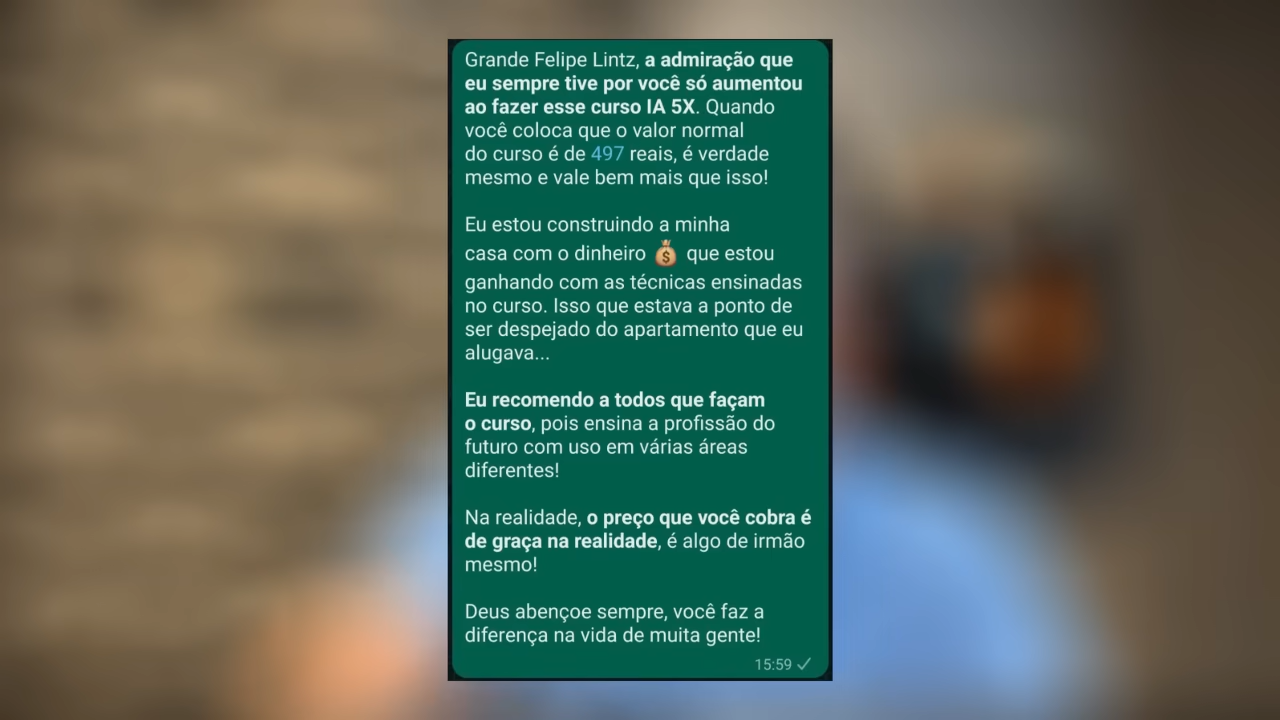 Grande Felipe Lintz, a admiração que
eu sempre tive por você só aumentou
ao fazer esse curso IA 5X. Quando
você coloca que o valor normal
do curso é de 497 reais, é verdade
mesmo e vale bem mais que isso!
Eu estou construindo a minha
casa com o dinheiro 💰 que estou
ganhando com as técnicas ensinadas
no curso. Isso que estava a ponto de
ser despejado do apartamento que eu
alugava...
Eu recomendo a todos que façam
o curso, pois ensina a profissão do
futuro com uso em várias áreas
diferentes!
Na realidade, o preço que você cobra é
de graça na realidade, é algo de irmão
mesmo!
Deus abençoe sempre, você faz a
diferença na vida de muita gente!
15:59